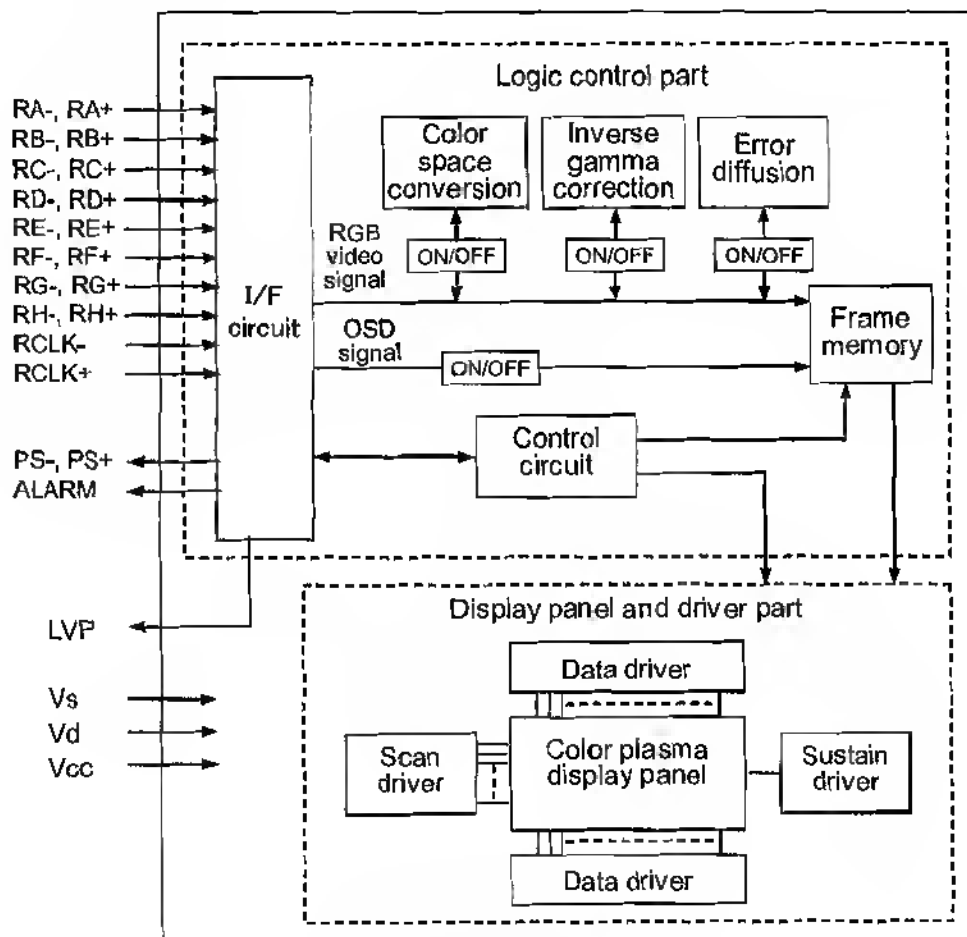 Logic control part
RA-, RA+
RB-, RB+
RC-, RC+
RD-, RD+
RE-, RE+
RF-, RF+
RG-, RG+
RH-, RH+
RCLK-
RCLK+
PS-, PS+
ALARM
LVP
Vs
Vd
Vcc
I/F
circuit
Color
space
conversion
Inverse
gamma
correction
Error
diffusion
RGB
video
signal
ON/OFF
ON/OFF
ON/OFF
OSD
signal
ON/OFF
Frame
memory
Control
circuit
Display panel and driver part
Data driver
Scan
driver
Color plasma
display panel
Sustain
driver
Data driver